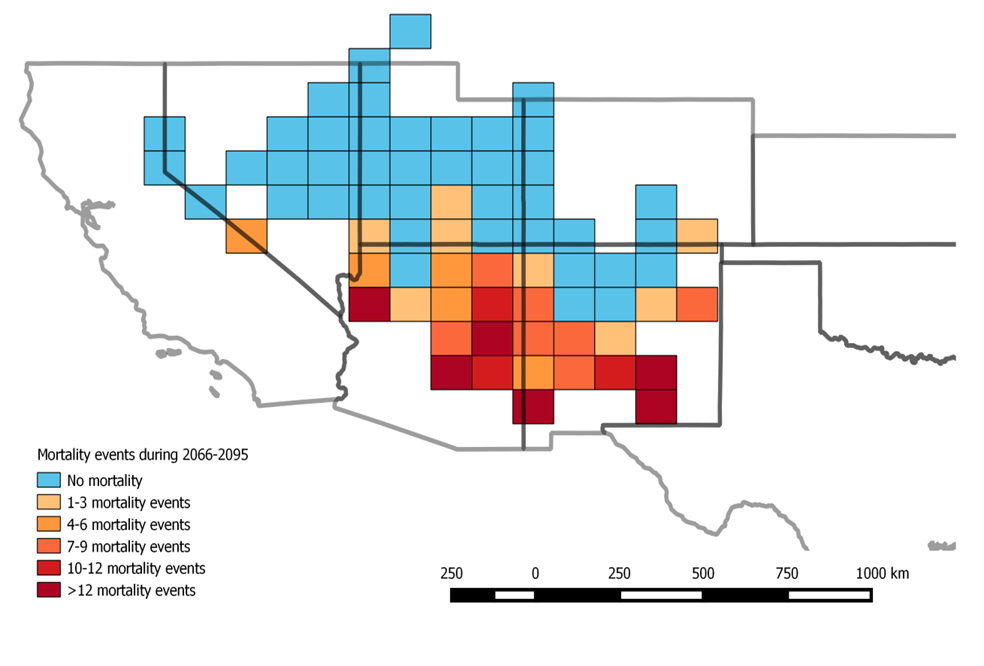 Mortality events during 2066-2095
No mortality
1-3 mortality events
4-6 mortality events
7-9 mortality events
10-12 mortality events
>12 mortality events
250 0 250 500 750 1000 km